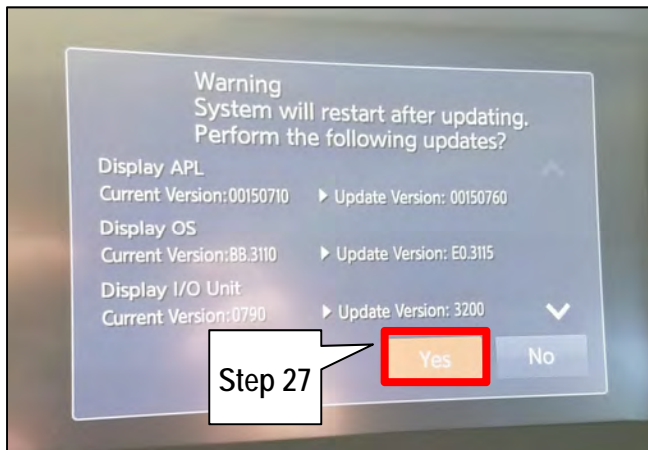 Warning
System will restart after updating.
Perform the following updates?
Display APL
Current Version:00150710 ▶ Update Version: 00150760
Display OS
Current Version:BB.3110 ▶ Update Version: E0.3115
Display I/O Unit
Current Version:0790 ▶ Update Version: 3200
Yes No
Step 27